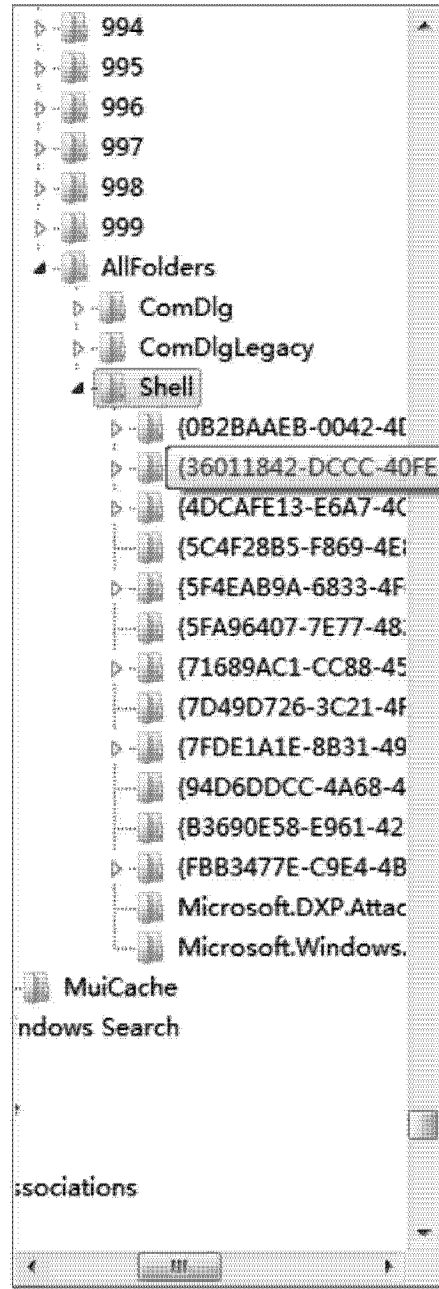 994
995
996
997
998
999
AllFolders
ComDlg
ComDlgLegacy
Shell
{0B2BAAEB-0042-4D
{36011842-DCCC-40FE
{4DCAFE13-E6A7-4C
{5C4F28B5-F869-4E
{5F4EAB9A-6833-4F
{5FA96407-7E77-48
{71689AC1-CC88-45
{7D49D726-3C21-4F
{7FDE1A1E-8B31-49
{94D6DDCC-4A68-4
{B3690E58-E961-42
{FBB3477E-C9E4-4B
Microsoft.DXP.Attac
Microsoft.Windows.
MuiCache
ndows Search
ssociations